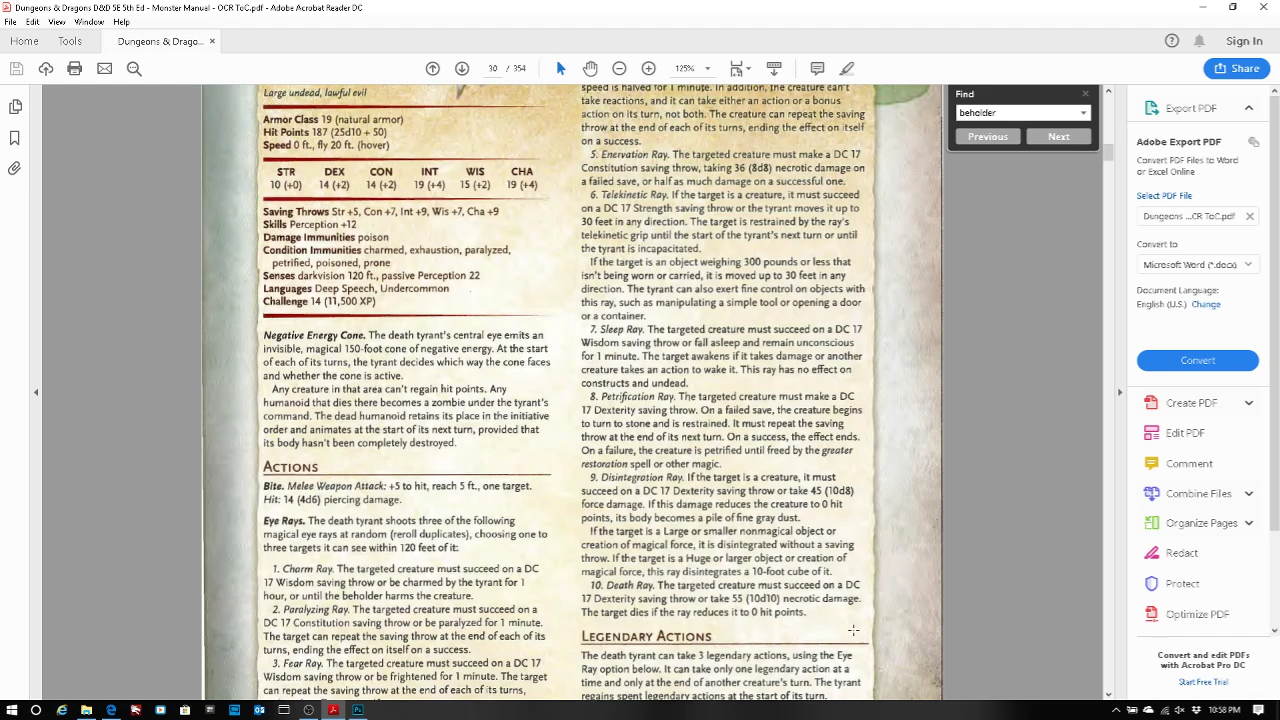 Dungeons & Dragons D&D 5E 5th Ed - Monster Manual - OCR ToC.pdf - Adobe Acrobat Reader DC
File Edit View Window Help
Home Tools Dungeons & Drago... Sign In
30 / 354 125% Share
Large undead, lawful evil
Armor Class 19 (natural armor)
Hit Points 187 (25d10 + 50)
Speed 0 ft., fly 20 ft. (hover)
STR DEX CON INT WIS CHA
10 (+0) 14 (+2) 14 (+2) 19 (+4) 15 (+2) 19 (+4)
Saving Throws Str +5, Con +7, Int +9, Wis +7, Cha +9
Skills Perception +12
Damage Immunities poison
Condition Immunities charmed, exhaustion, paralyzed,
petrified, poisoned, prone
Senses darkvision 120 ft., passive Perception 22
Languages Deep Speech, Undercommon
Challenge 14 (11,500 XP)
Negative Energy Cone. The death tyrant's central eye emits an
invisible, magical 150-foot cone of negative energy. At the start
of each of its turns, the tyrant decides which way the cone faces
and whether the cone is active.
Any creature in that area can't regain hit points. Any
humanoid that dies there becomes a zombie under the tyrant's
command. The dead humanoid retains its place in the initiative
order and animates at the start of its next turn, provided that
its body hasn't been completely destroyed.
ACTIONS
Bite. Melee Weapon Attack: +5 to hit, reach 5 ft., one target.
Hit: 14 (4d6) piercing damage.
Eye Rays. The death tyrant shoots three of the following
magical eye rays at random (reroll duplicates), choosing one to
three targets it can see within 120 feet of it:
1. Charm Ray. The targeted creature must succeed on a DC
17 Wisdom saving throw or be charmed by the tyrant for 1
hour, or until the beholder harms the creature.
2. Paralyzing Ray. The targeted creature must succeed on a
DC 17 Constitution saving throw or be paralyzed for 1 minute.
The target can repeat the saving throw at the end of each of its
turns, ending the effect on itself on a success.
3. Fear Ray. The targeted creature must succeed on a DC 17
Wisdom saving throw or be frightened for 1 minute. The target
can repeat the saving throw at the end of each of its turns,
speed is halved for 1 minute. In addition, the creature can't
take reactions, and it can take either an action or a bonus
action on its turn, not both. The creature can repeat the saving
throw at the end of each of its turns, ending the effect on itself
on a success.
5. Enervation Ray. The targeted creature must make a DC 17
Constitution saving throw, taking 36 (8d8) necrotic damage on
a failed save, or half as much damage on a successful one.
6. Telekinetic Ray. If the target is a creature, it must succeed
on a DC 17 Strength saving throw or the tyrant moves it up to
30 feet in any direction. The target is restrained by the ray's
telekinetic grip until the start of the tyrant's next turn or until
the tyrant is incapacitated.
If the target is an object weighing 300 pounds or less that
isn't being worn or carried, it is moved up to 30 feet in any
direction. The tyrant can also exert fine control on objects with
this ray, such as manipulating a simple tool or opening a door
or a container.
7. Sleep Ray. The targeted creature must succeed on a DC 17
Wisdom saving throw or fall asleep and remain unconscious
for 1 minute. The target awakens if it takes damage or another
creature takes an action to wake it. This ray has no effect on
constructs and undead.
8. Petrification Ray. The targeted creature must make a DC
17 Dexterity saving throw. On a failed save, the creature begins
to turn to stone and is restrained. It must repeat the saving
throw at the end of its next turn. On a success, the effect ends.
On a failure, the creature is petrified until freed by the greater
restoration spell or other magic.
9. Disintegration Ray. If the target is a creature, it must
succeed on a DC 17 Dexterity saving throw or take 45 (10d8)
force damage. If this damage reduces the creature to 0 hit
points, its body becomes a pile of fine gray dust.
If the target is a Large or smaller nonmagical object or
creation of magical force, it is disintegrated without a saving
throw. If the target is a Huge or larger object or creation of
magical force, this ray disintegrates a 10-foot cube of it.
10. Death Ray. The targeted creature must succeed on a DC
17 Dexterity saving throw or take 55 (10d10) necrotic damage.
The target dies if the ray reduces it to 0 hit points.
LEGENDARY ACTIONS
The death tyrant can take 3 legendary actions, using the Eye
Ray option below. It can take only one legendary action at a
time and only at the end of another creature's turn. The tyrant
regains spent legendary actions at the start of its turn.
Find
beholder
Previous Next
Export PDF
Adobe Export PDF
Convert PDF Files to Word
or Excel Online
Select PDF File
Dungeons ...CR ToC.pdf
Convert to
Microsoft Word (*.docx)
Document Language:
English (U.S.) Change
Convert
Create PDF
Edit PDF
Comment
Combine Files
Organize Pages
Redact
Protect
Optimize PDF
Convert and edit PDFs
with Acrobat Pro DC
Start Free Trial
10:58 PM